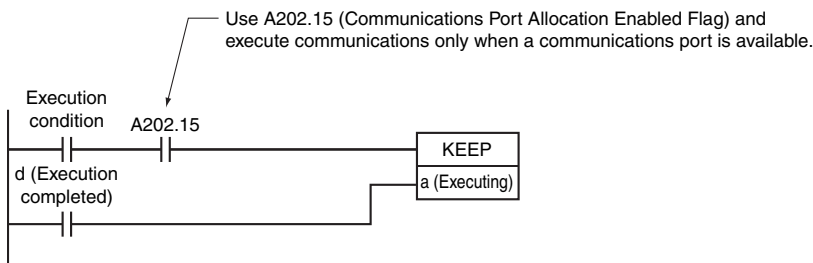 Use A202.15 (Communications Port Allocation Enabled Flag) and
execute communications only when a communications port is available.
Execution
condition
A202.15
KEEP
a (Executing)
d (Execution
completed)